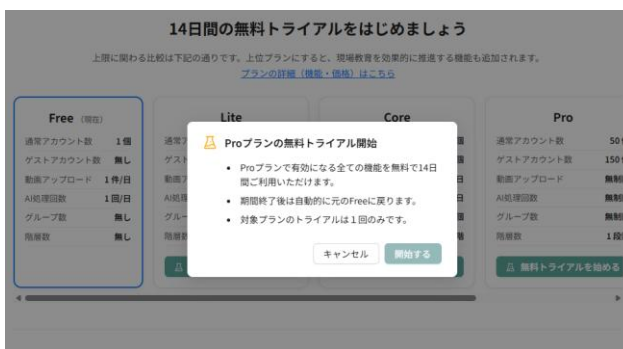 14日間の無料トライアルをはじめましょう
上限に関わる比較は下記の通りです。上位プランにすると、現場教育を効果的に推進する機能も追加されます。
プランの詳細（機能・価格）はこちら
Free （現在）
通常アカウント数 1個
ゲストアカウント数 無し
動画アップロード 1件/日
AI処理回数 1回/日
グループ数 無し
階層数 無し
Lite
Core
Proプランの無料トライアル開始
• Proプランで有効になる全ての機能を無料で14日
間ご利用いただけます。
• 期間終了後は自動的に元のFreeに戻ります。
• 対象プランのトライアルは１回のみです。
キャンセル
開始する
Pro
通常アカウント数 50
ゲストアカウント数 150
動画アップロード 無制
AI処理回数 無制
グループ数 無制
階層数 1段
無料トライアルを始める